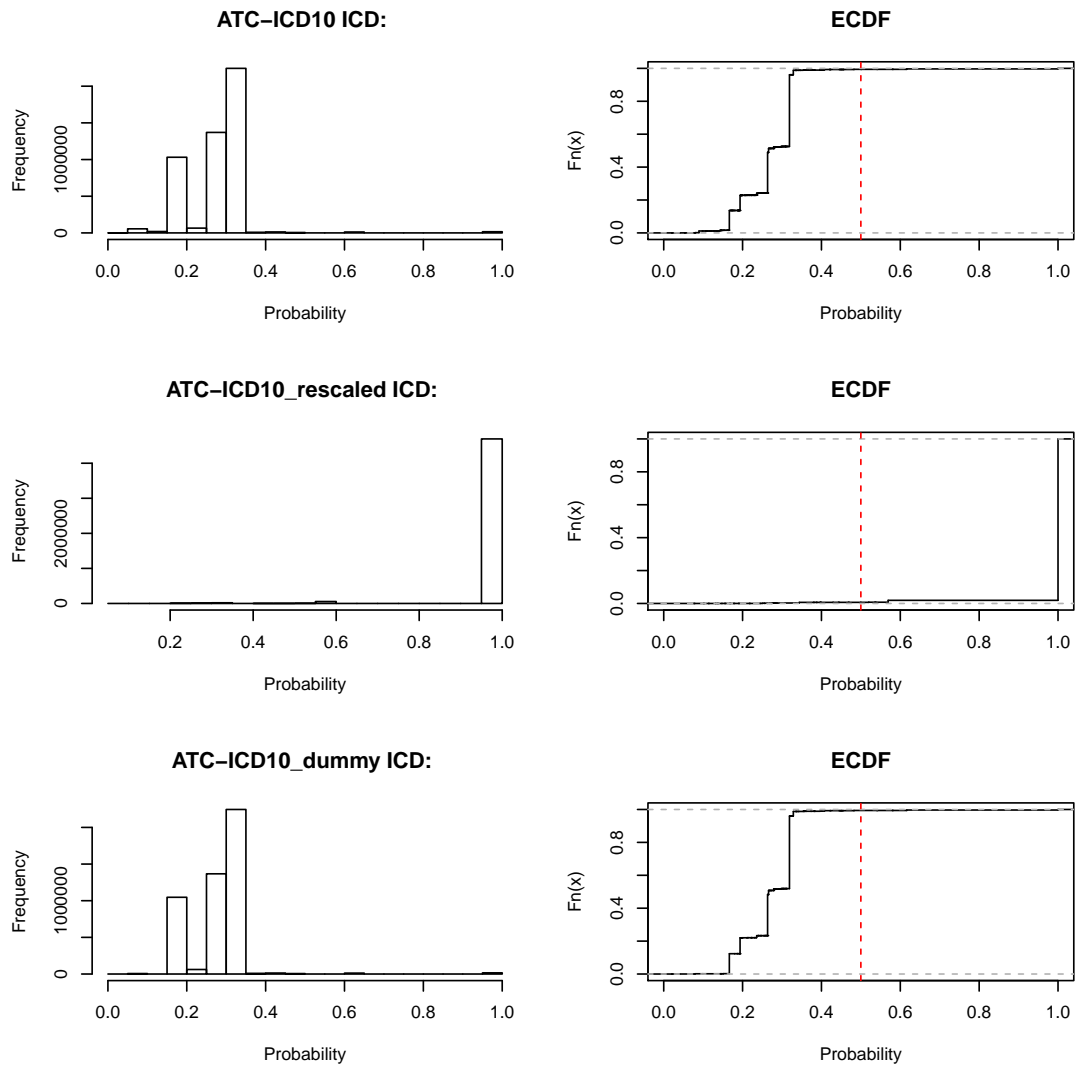 ATC−ICD10 ICD:
Frequency
0
1000000
0.0 0.2 0.4 0.6 0.8 1.0
Probability
ECDF
Fn(x)
0.0
0.4
0.8
0.0 0.2 0.4 0.6 0.8 1.0
Probability
ATC−ICD10_rescaled ICD:
Frequency
0
2000000
0.2 0.4 0.6 0.8 1.0
Probability
ECDF
Fn(x)
0.0
0.4
0.8
0.0 0.2 0.4 0.6 0.8 1.0
Probability
ATC−ICD10_dummy ICD:
Frequency
0
1000000
0.0 0.2 0.4 0.6 0.8 1.0
Probability
ECDF
Fn(x)
0.0
0.4
0.8
0.0 0.2 0.4 0.6 0.8 1.0
Probability